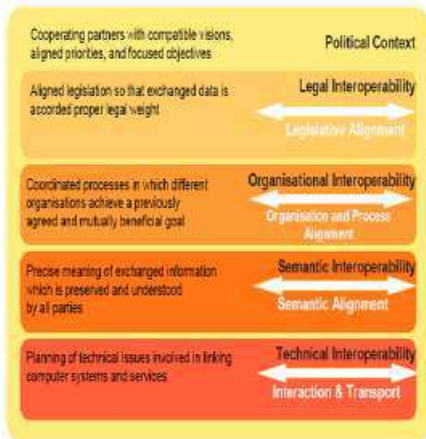 Cooperating partners with compatible visions,
aligned priorities, and focused objectives
Political Context
Aligned legislation so that exchanged data is
accorded proper legal weight
Legal Interoperability
Legislative Alignment
Coordinated processes in which different
organisations achieve a previously
agreed and mutually beneficial goal
Organisational Interoperability
Organisation and Process
Alignment
Precise meaning of exchanged information
which is preserved and understood
by all parties
Semantic Interoperability
Semantic Alignment
Planning of technical issues involved in linking
computer systems and services
Technical Interoperability
Interaction & Transport